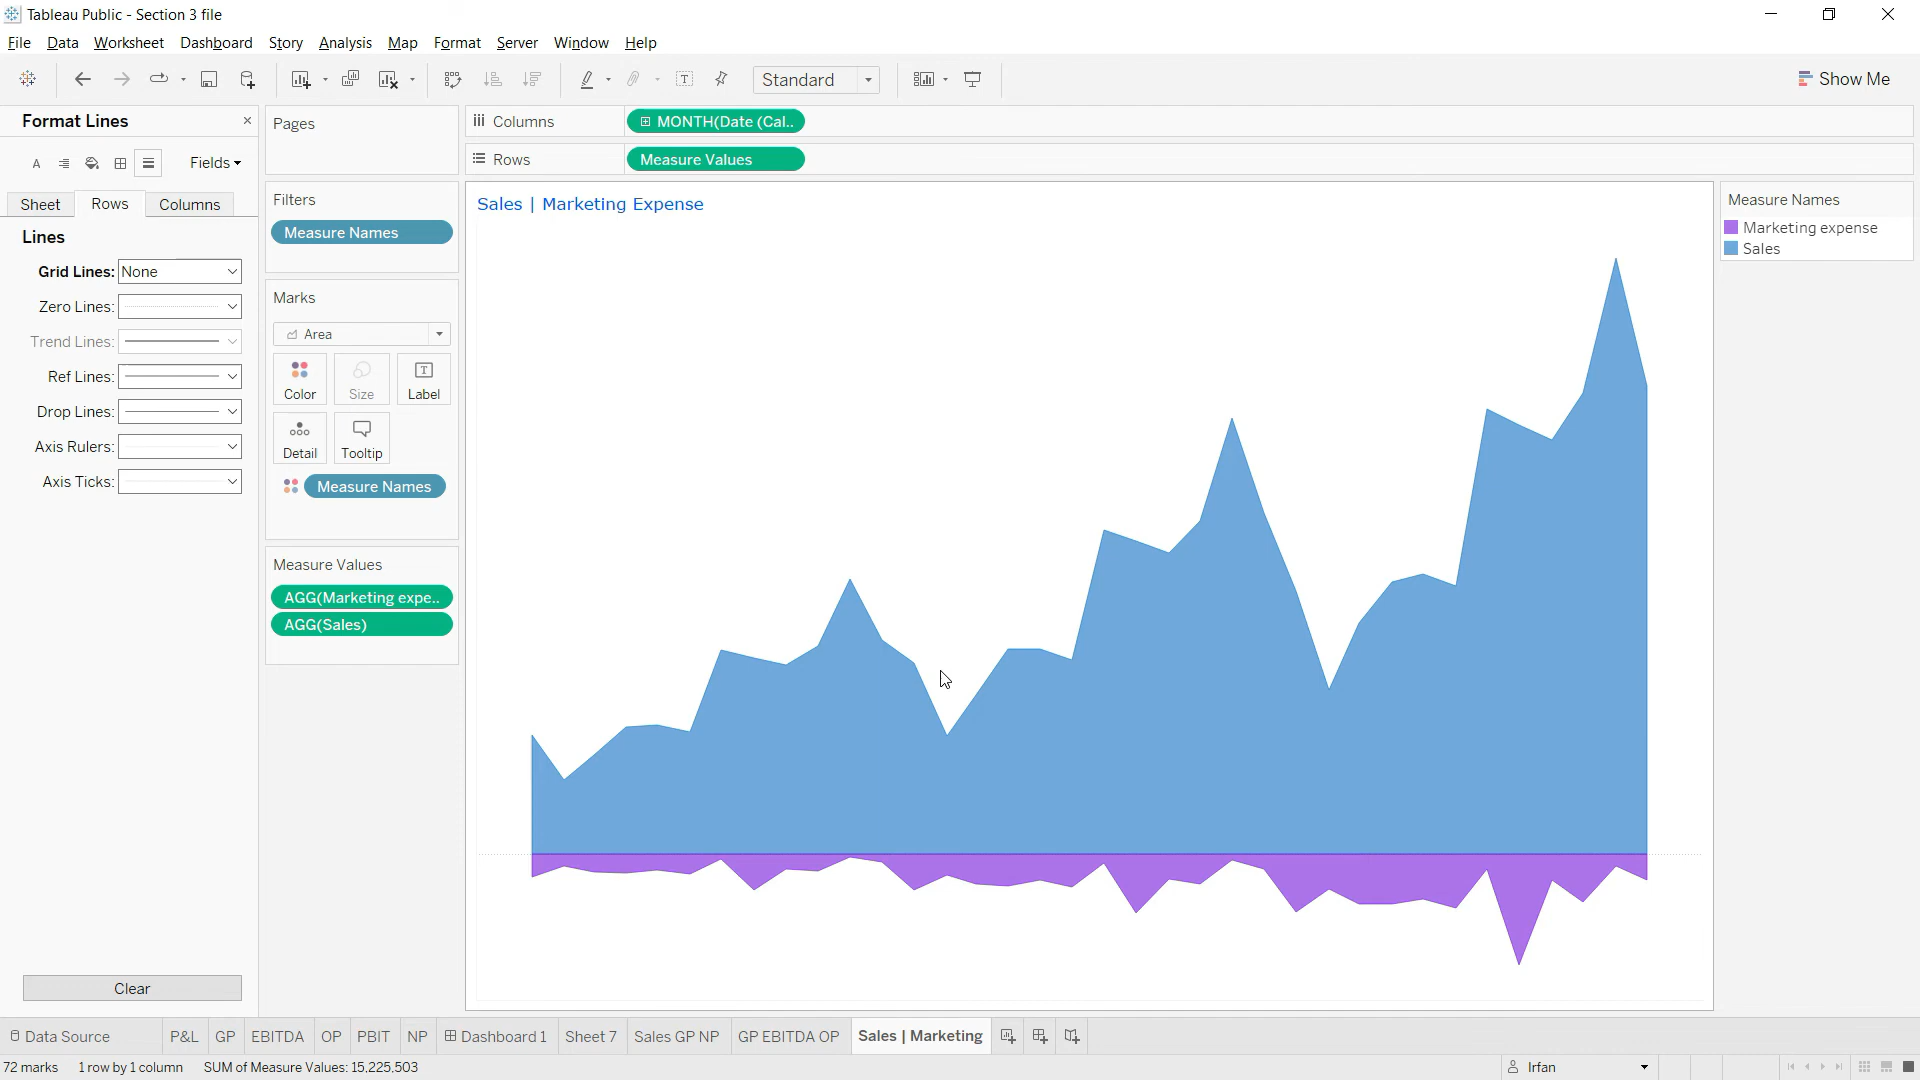 Tableau Public - Section 3 file
File Data Worksheet Dashboard Story Analysis Map Format Server Window Help
Standard
Show Me
Format Lines
A
Fields
Sheet Rows Columns
Lines
Grid Lines: None
Zero Lines:
Trend Lines:
Ref Lines:
Drop Lines:
Axis Rulers:
Axis Ticks:
Clear
Pages
Filters
Measure Names
Marks
Area
Color Size Label
Detail Tooltip
Measure Names
Measure Values
AGG(Marketing expe..
AGG(Sales)
Columns MONTH(Date (Cal..
Rows Measure Values
Sales | Marketing Expense
Measure Names
Marketing expense
Sales
Data Source P&L GP EBITDA OP PBIT NP Dashboard 1 Sheet 7 Sales GP NP GP EBITDA OP Sales | Marketing
72 marks 1 row by 1 column SUM of Measure Values: 15,225,503 Irfan